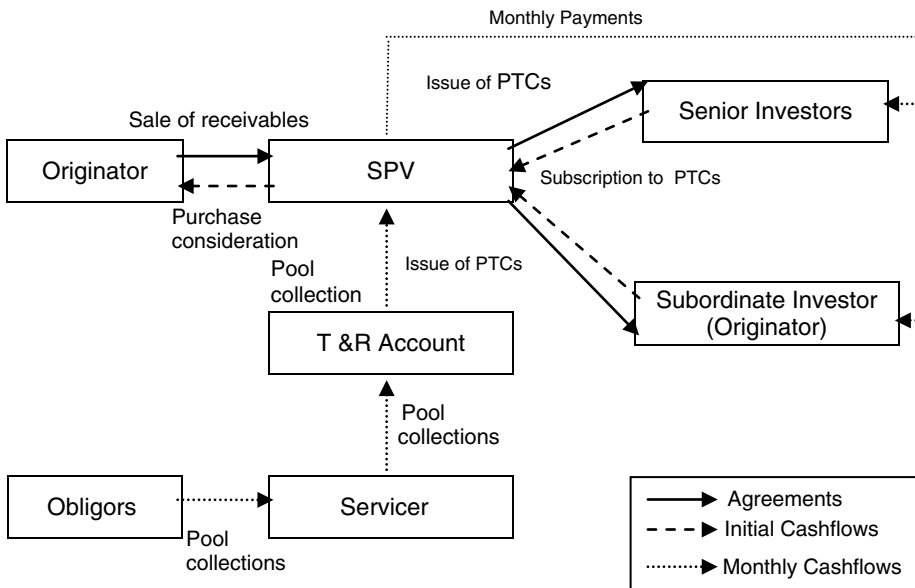 Monthly Payments
Issue of PTCs
Senior Investors
Sale of receivables
Originator
SPV
Subscription to PTCs
Purchase
consideration
Pool
collection
Issue of PTCs
Subordinate Investor
(Originator)
T &R Account
Pool
collections
Obligors
Servicer
Pool
collections
Agreements
Initial Cashflows
Monthly Cashflows